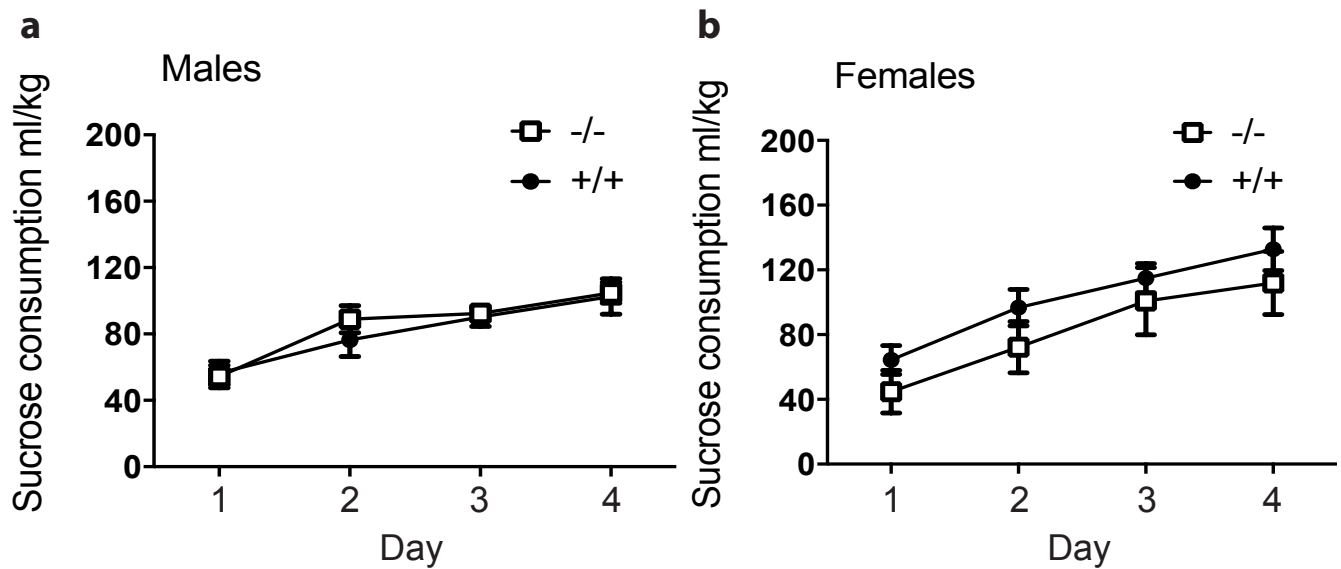 a
Males
Sucrose consumption ml/kg
-/-
+/+
200
160
120
80
40
0
1 2 3 4
Day
b
Females
Sucrose consumption ml/kg
-/-
+/+
200
160
120
80
40
0
1 2 3 4
Day